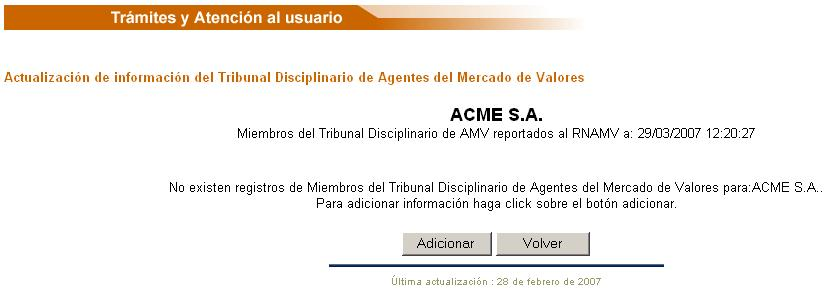 Trámites y Atención al usuario
Actualización de información del Tribunal Disciplinario de Agentes del Mercado de Valores
ACME S.A.
Miembros del Tribunal Disciplinario de AMV reportados al RNAMV a: 29/03/2007 12:20:27
No existen registros de Miembros del Tribunal Disciplinario de Agentes del Mercado de Valores para:ACME S.A..
Para adicionar información haga click sobre el botón adicionar.
Adicionar Volver
Última actualización : 28 de febrero de 2007